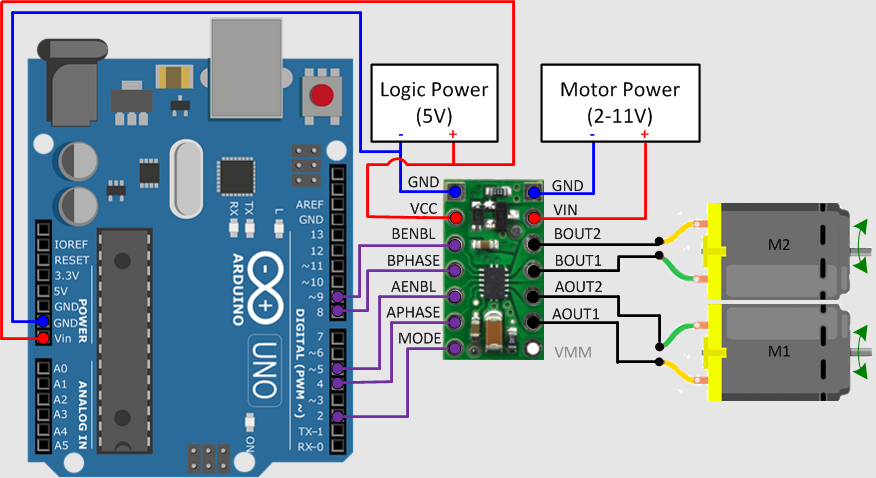 Logic Power
(5V)
-
+
Motor Power
(2-11V)
-
+
GND
VCC
BENBL
BPHASE
AENBL
APHASE
MODE
GND
VIN
BOUT2
BOUT1
AOUT2
AOUT1
VMM
M2
M1
RX
TX
L
AREF
GND
13
12
~11
~10
~9
8
7
~6
~5
4
~3
2
TX-1
RX-0
DIGITAL (PWM ~)
ARDUINO
UNO
ON
IOREF
RESET
3.3V
5V
GND
GND
Vin
POWER
A0
A1
A2
A3
A4
A5
ANALOG IN